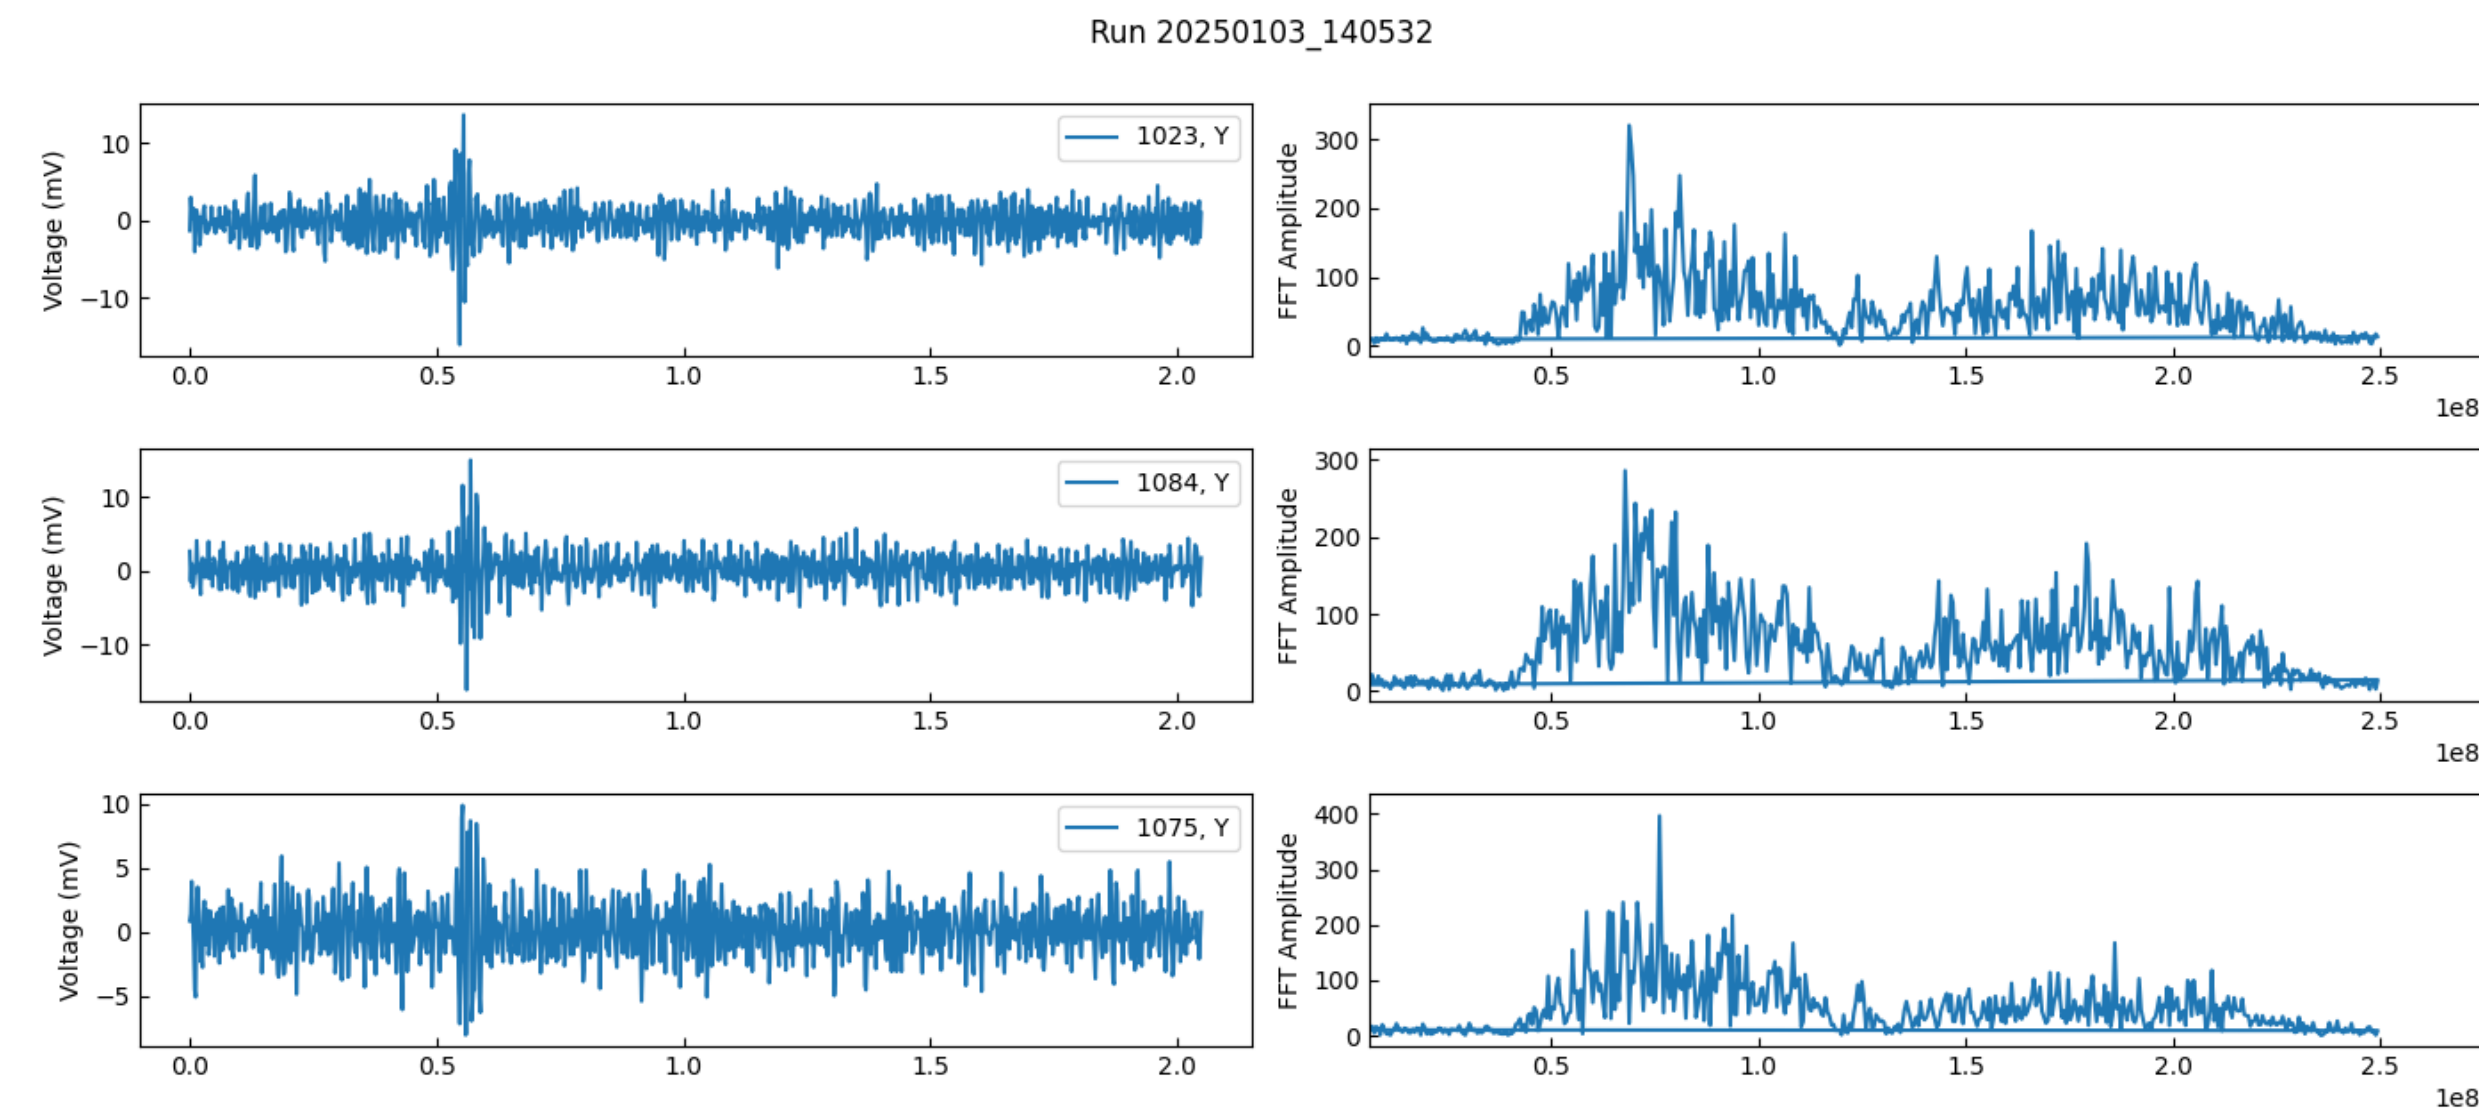 Run 20250103_140532
Voltage (mV)
10
0
−10
1023, Y
0.0 0.5 1.0 1.5 2.0
FFT Amplitude
300
200
100
0
0.5 1.0 1.5 2.0 2.5
1e8
Voltage (mV)
10
0
−10
1084, Y
0.0 0.5 1.0 1.5 2.0
FFT Amplitude
300
200
100
0
0.5 1.0 1.5 2.0 2.5
1e8
Voltage (mV)
10
5
0
−5
1075, Y
0.0 0.5 1.0 1.5 2.0
FFT Amplitude
400
300
200
100
0
0.5 1.0 1.5 2.0 2.5
1e8